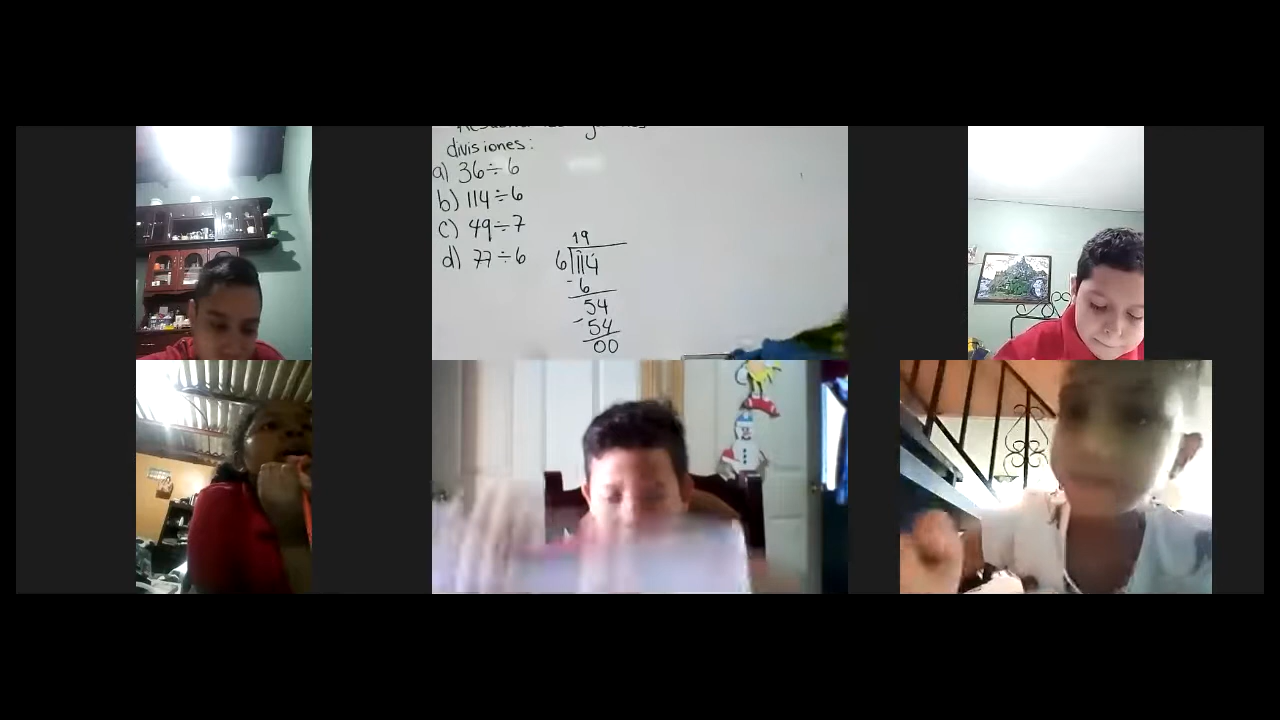 divisiones:
a) 36÷6
b) 114÷6
c) 49÷7
d) 77÷6
19
6 114
-6
54
-54
00